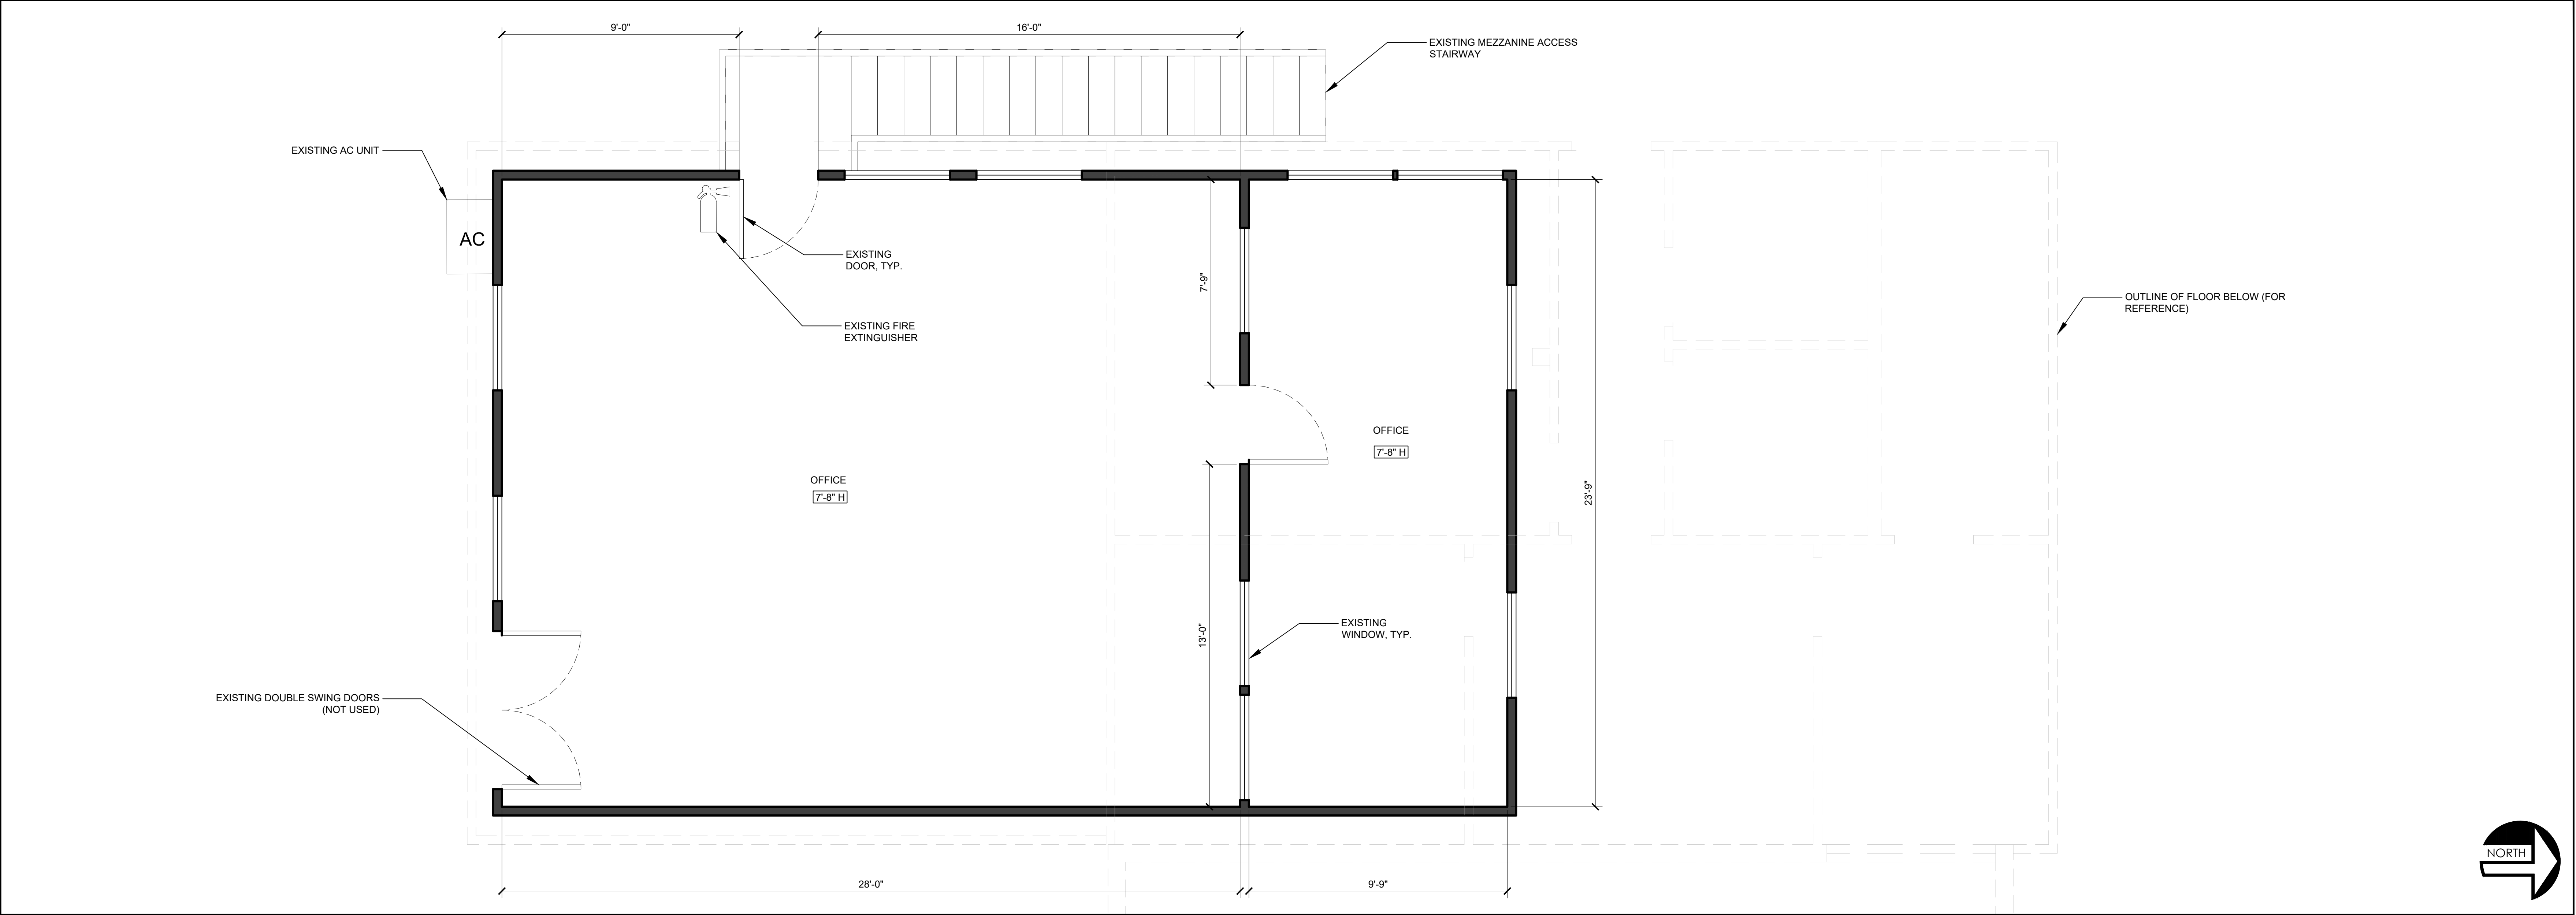 9'-0"
16'-0"
EXISTING MEZZANINE ACCESS
STAIRWAY
EXISTING AC UNIT
AC
EXISTING
DOOR, TYP.
7'-9"
OUTLINE OF FLOOR BELOW (FOR
REFERENCE)
EXISTING FIRE
EXTINGUISHER
OFFICE
7'-8" H
OFFICE
7'-8" H
23'-9"
13'-0"
EXISTING
WINDOW, TYP.
EXISTING DOUBLE SWING DOORS
(NOT USED)
28'-0"
9'-9"
NORTH